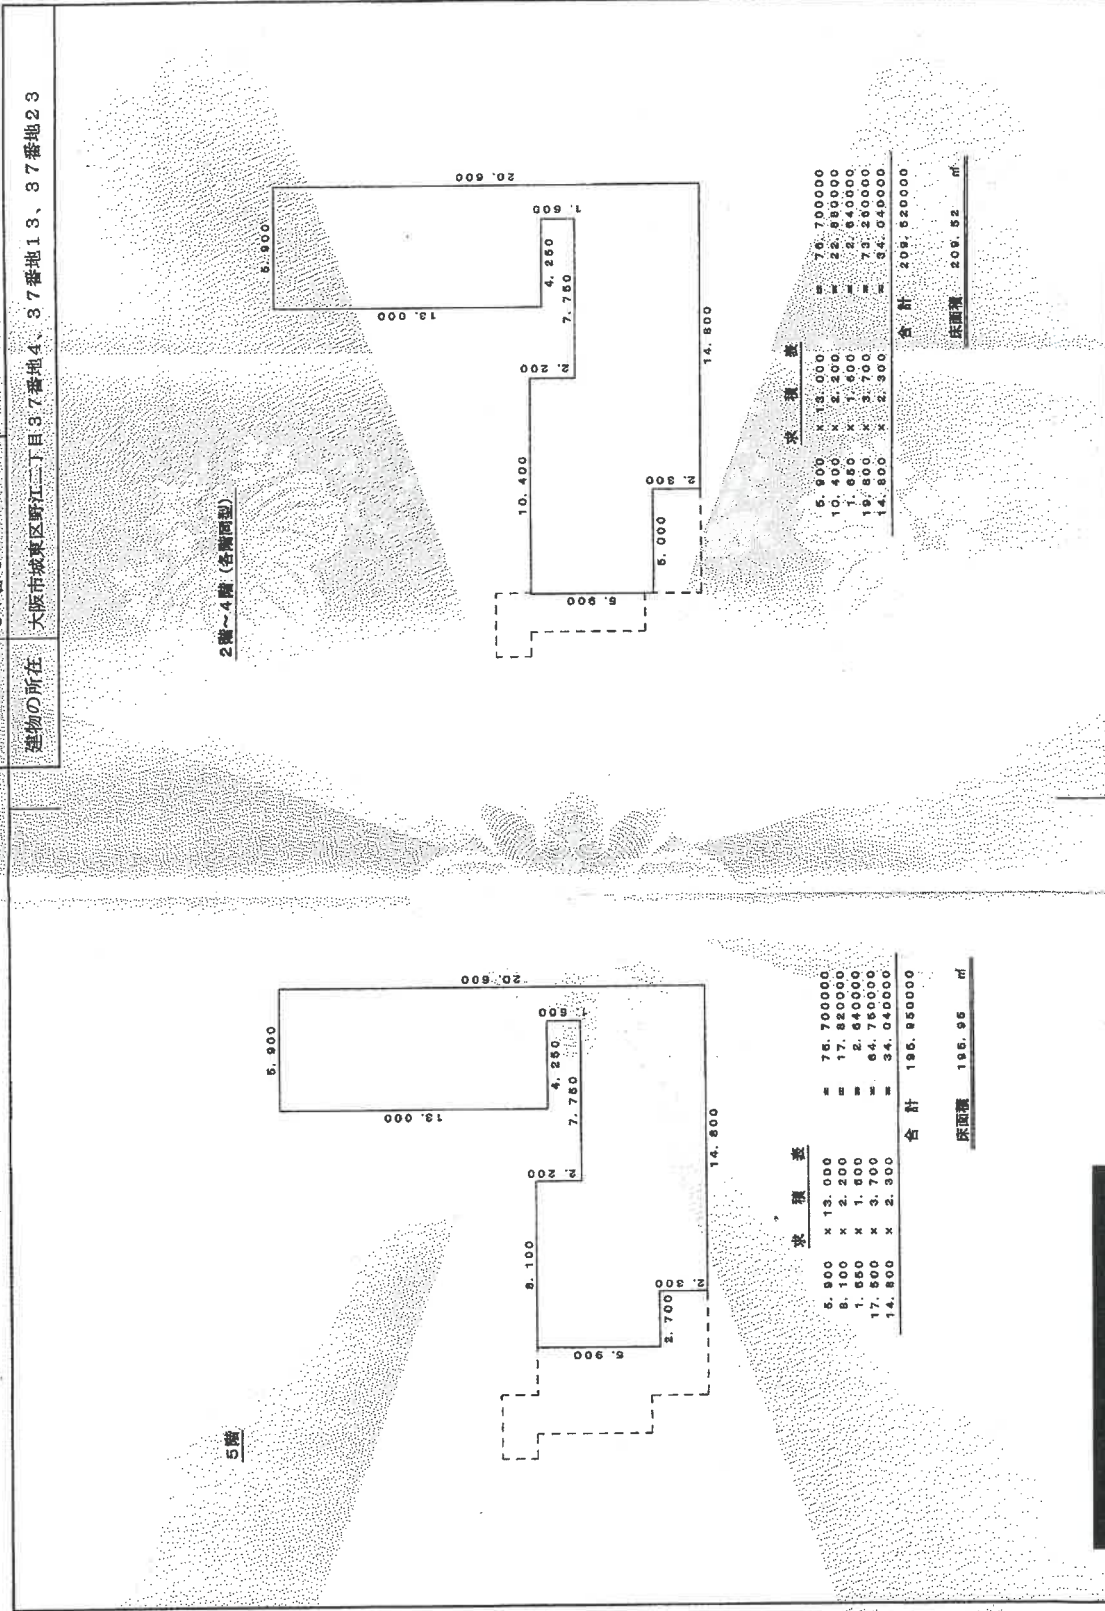 建物の所在 大阪市城東区野江二丁目37番地4、37番地13、37番地23
5階
5.900
13.000
20.600
4.250
1.600
7.750
2.200
8.100
5.900
2.700
2.300
14.800
求積表
5.900 × 13.000 = 76.700000
8.100 × 2.200 = 17.820000
1.650 × 1.600 = 2.640000
17.500 × 3.700 = 64.750000
14.800 × 2.300 = 34.040000
合計 195.950000
床面積 195.95 ㎡
2階~4階(各階同型)
5.900
13.000
20.600
4.250
1.600
7.750
2.200
10.400
5.900
5.000
2.300
14.800
求積表
5.900 × 13.000 = 76.700000
10.400 × 2.200 = 22.880000
1.650 × 1.600 = 2.640000
19.800 × 3.700 = 73.260000
14.800 × 2.300 = 34.040000
合計 209.520000
床面積 209.52 ㎡